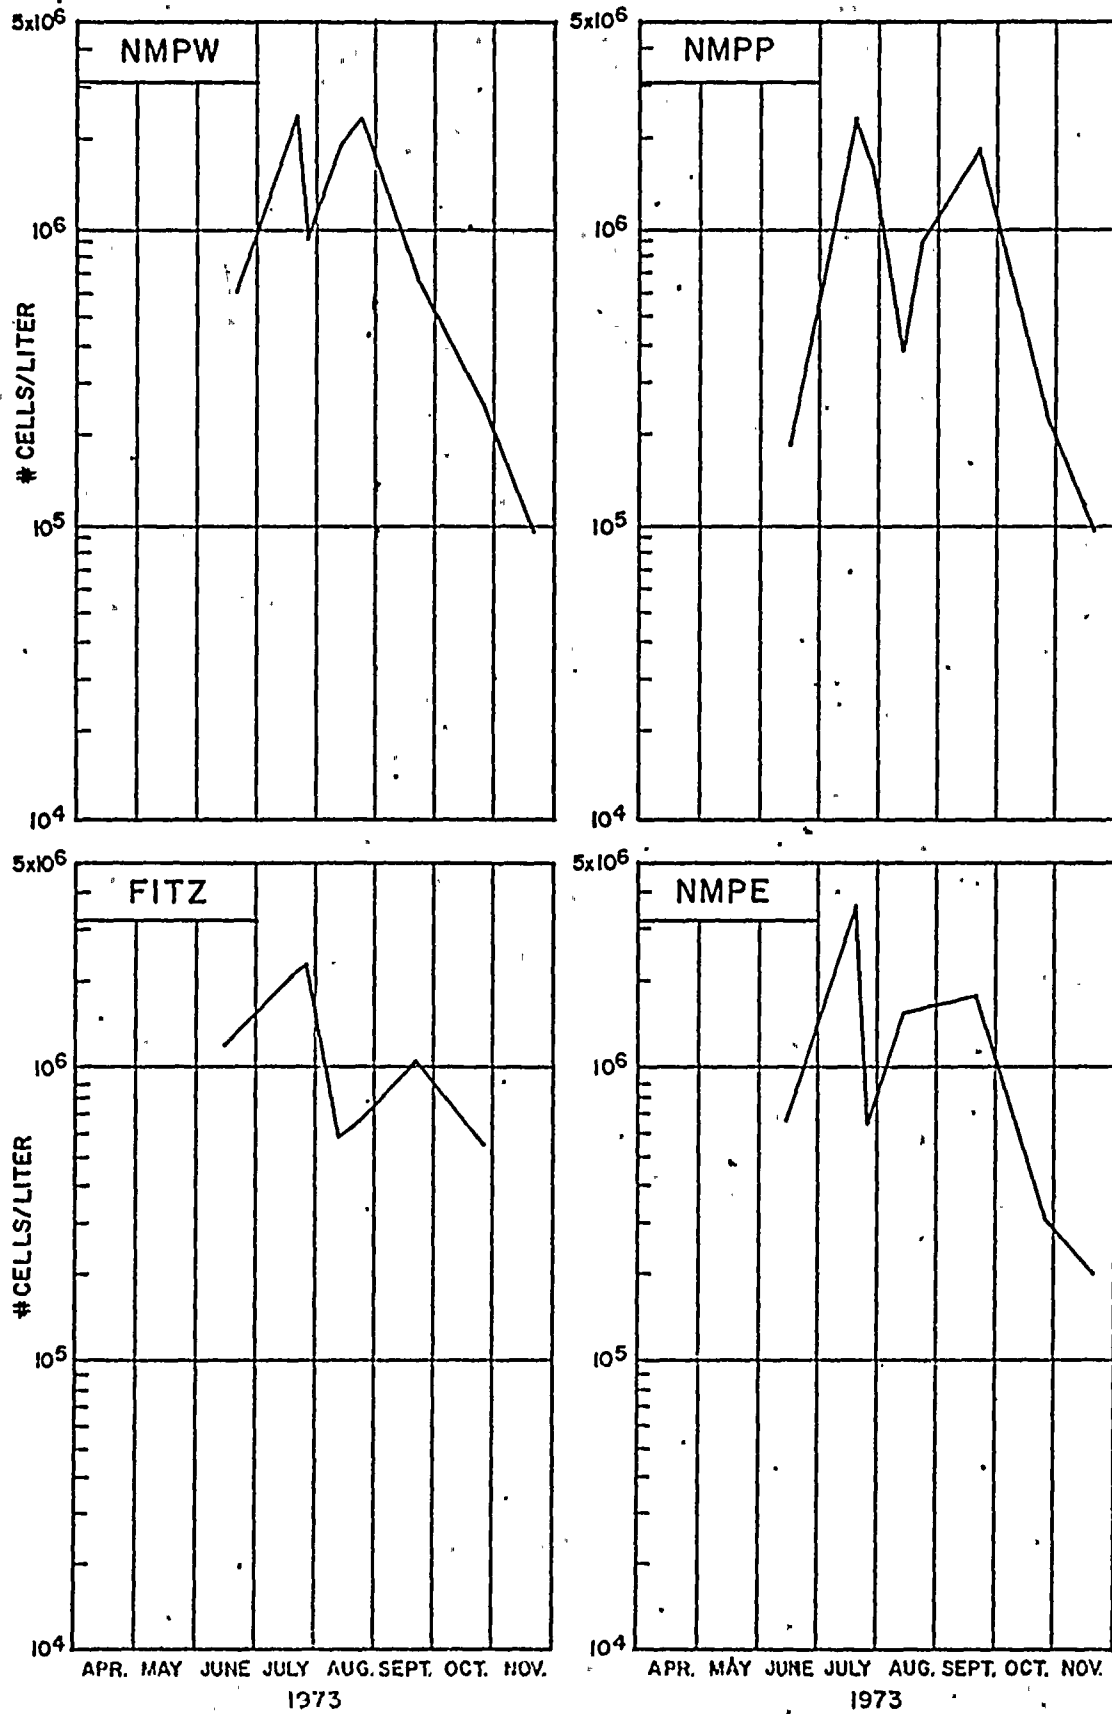 5x10⁶
NMPW
10⁶
10⁵
10⁴
# CELLS/LITER
5x10⁶
NMPP
10⁶
10⁵
10⁴
5x10⁶
FITZ
10⁶
10⁵
10⁴
#CELLS/LITER
APR. MAY JUNE JULY AUG. SEPT. OCT. NOV.
1973
5x10⁶
NMPE
10⁶
10⁵
10⁴
APR. MAY JUNE JULY AUG. SEPT. OCT. NOV.
1973